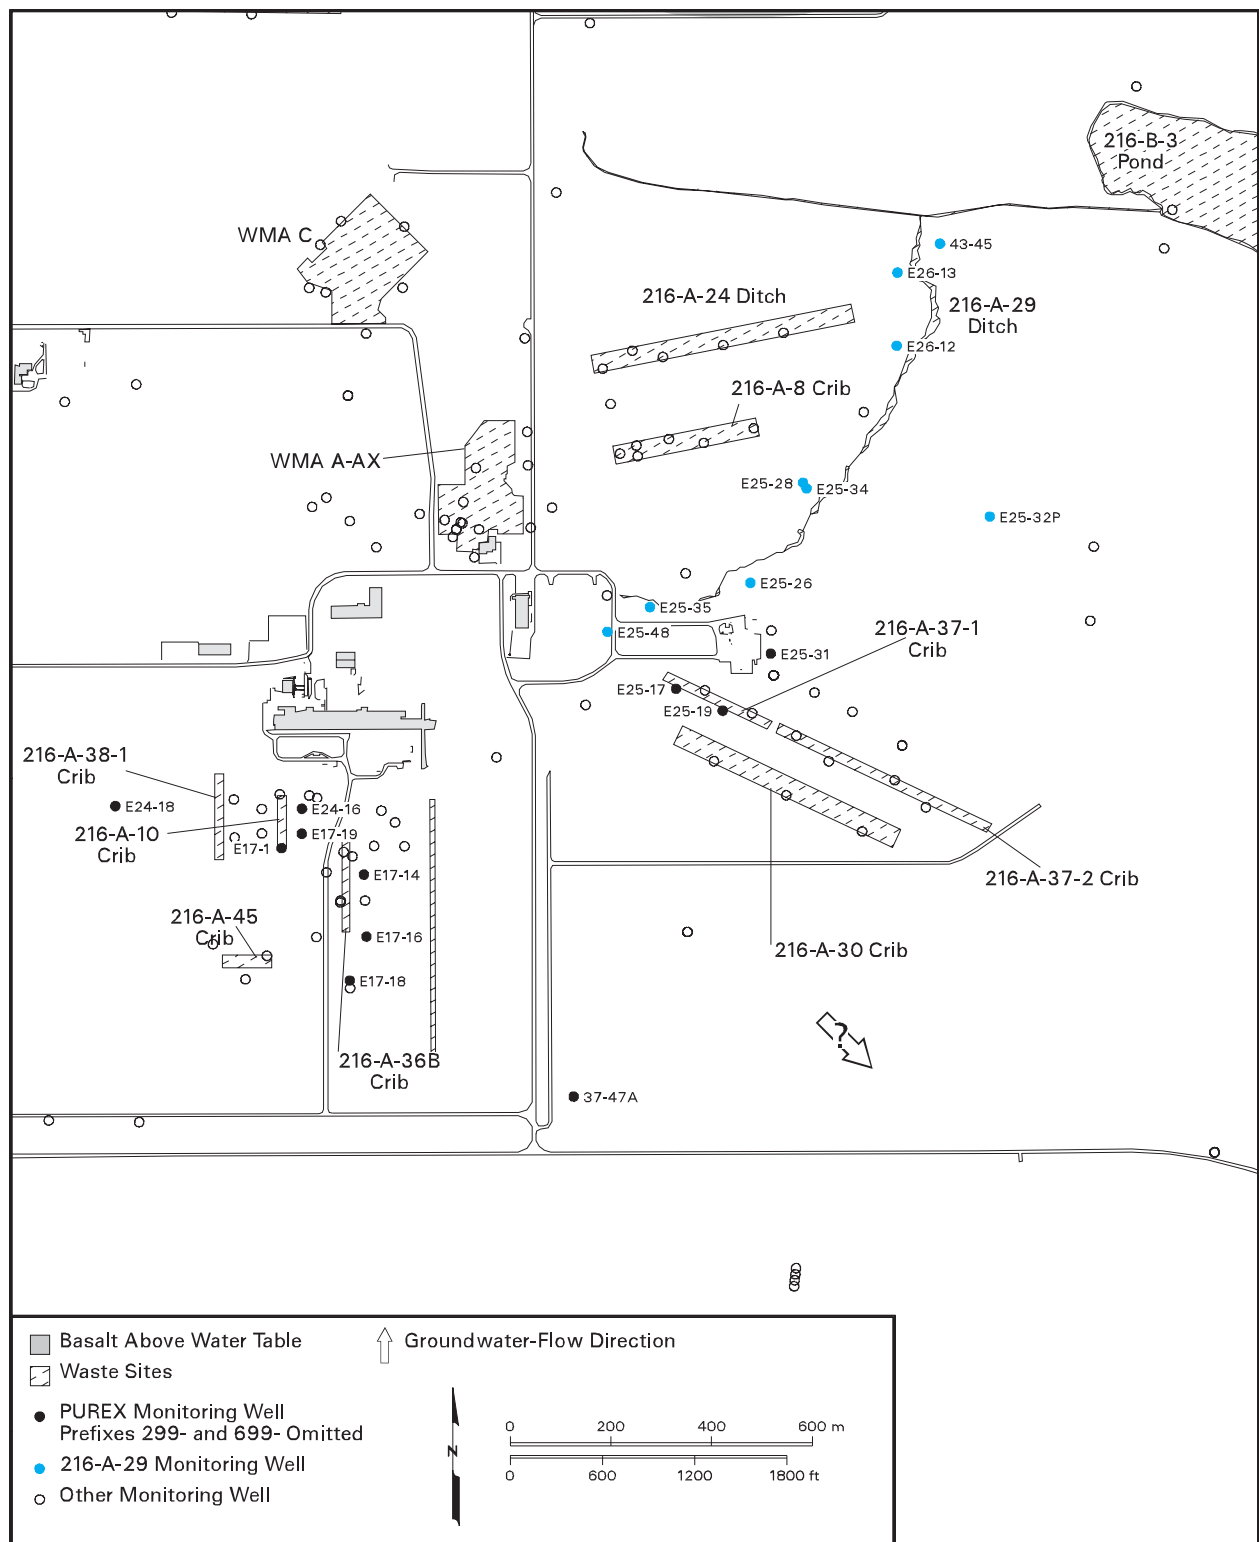 216-B-3
Pond
WMA C
43-45
E26-13
216-A-24 Ditch
216-A-29
Ditch
E26-12
216-A-8 Crib
WMA A-AX
E25-28
E25-34
E25-32P
E25-26
E25-35
E25-48
216-A-37-1
Crib
E25-31
E25-17
E25-19
216-A-38-1
Crib
E24-18
E24-16
216-A-10
Crib
E17-19
E17-1
E17-14
216-A-37-2 Crib
216-A-45
Crib
E17-16
216-A-30 Crib
E17-18
?
216-A-36B
Crib
37-47A
Basalt Above Water Table
Groundwater-Flow Direction
Waste Sites
PUREX Monitoring Well
Prefixes 299- and 699- Omitted
216-A-29 Monitoring Well
Other Monitoring Well
N
0 200 400 600 m
0 600 1200 1800 ft